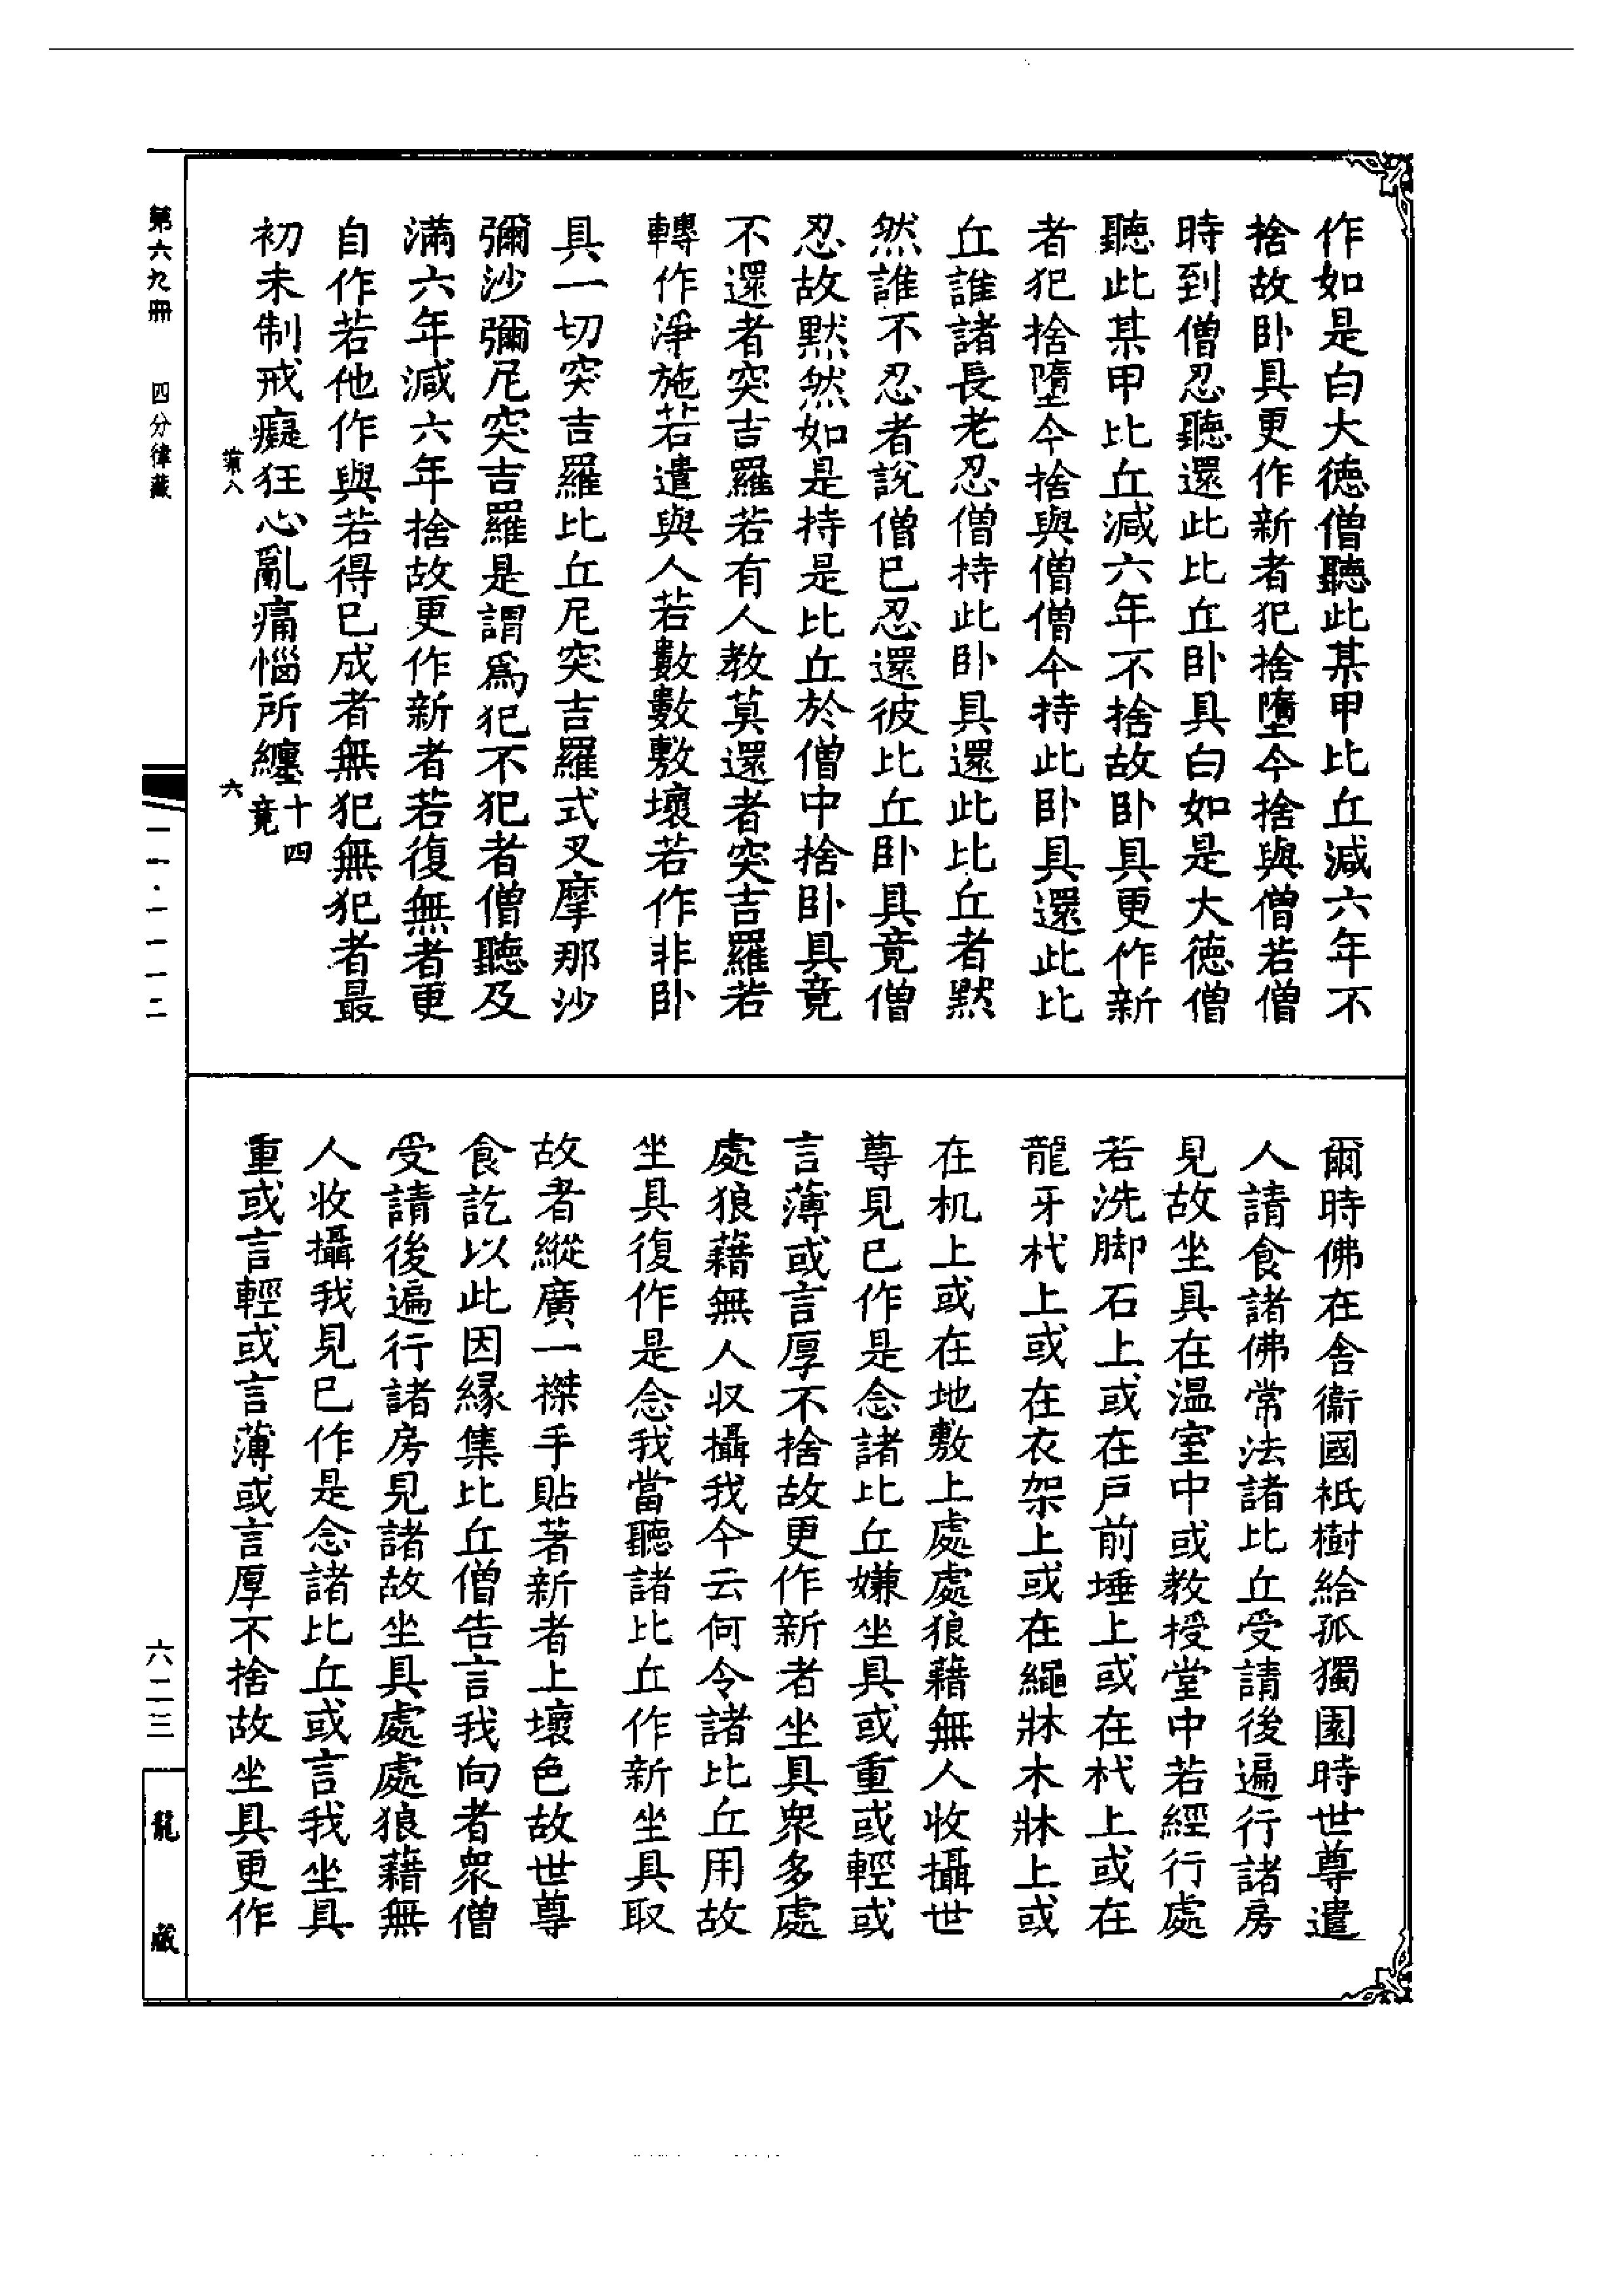 作如是白大德僧聽此某甲比丘減六年不
捨故卧具更作新者犯捨墮今捨與僧若僧
時到僧忍聽還此比丘卧具白如是大德僧
聽此某甲比丘減六年不捨故卧具更作新
者犯捨墮今捨與僧僧今持此卧具還此比
丘誰諸長老忍僧持此卧具還此比丘者默
然誰不忍者說僧已忍還彼比丘卧具竟僧
忍故默然如是持是比丘於僧中捨卧具竟
不還者突吉羅若有人教莫還者突吉羅若
轉作淨施若遣與人若數數敷壞若作非卧
具一切突吉羅比丘尼突吉羅式叉摩那沙
彌沙彌尼突吉羅是謂爲犯不犯者僧聽及
滿六年減六年捨故更作新者若復無者更
自作若他作與若得已成者無犯無犯者最
初未制戒癡狂心亂痛惱所纏十四竟
六
爾時佛在舍衞國祇樹給孤獨園時世尊遣
人請食諸佛常法諸比丘受請後遍行諸房
見故坐具在温室中或教授堂中若經行處
若洗脚石上或在戸前埵上或在杙上或在
龍牙杙上或在衣架上或在繩牀木牀上或
在机上或在地敷上處處狼藉無人收攝世
尊見已作是念諸比丘嫌坐具或重或輕或
言薄或言厚不捨故更作新者坐具衆多處
處狼藉無人収攝我今云何令諸比丘用故
坐具復作是念我當聽諸比丘作新坐具取
故者縱廣一搩手貼著新者上壞色故世尊
食訖以此因緣集比丘僧告言我向者衆僧
受請後遍行諸房見諸故坐具處處狼藉無
人收攝我見已作是念諸比丘或言我坐具
重或言輕或言薄或言厚不捨故坐具更作
第六九冊 四分律藏
一一·一一一二
六二三
龍藏